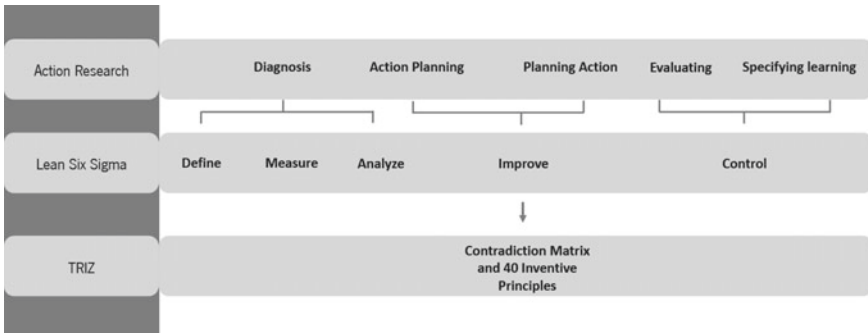 Action Research
Diagnosis
Action Planning
Planning Action
Evaluating
Specifying learning
Lean Six Sigma
Define
Measure
Analyze
Improve
Control
TRIZ
Contradiction Matrix
and 40 Inventive
Principles